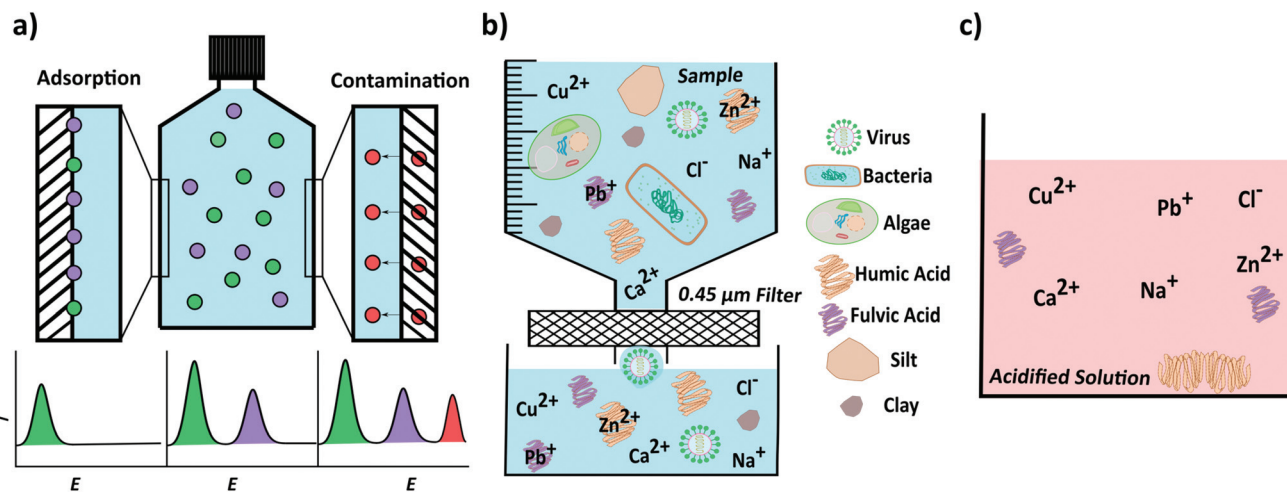 a)
Adsorption
Contamination
I
E
E
E
b)
Sample
Cu2+
Zn2+
Cl-
Na+
Pb+
Ca2+
0.45 μm Filter
Cu2+
Zn2+
Cl-
Pb+
Ca2+
Na+
Virus
Bacteria
Algae
Humic Acid
Fulvic Acid
Silt
Clay
c)
Cu2+
Pb+
Cl-
Ca2+
Na+
Zn2+
Acidified Solution